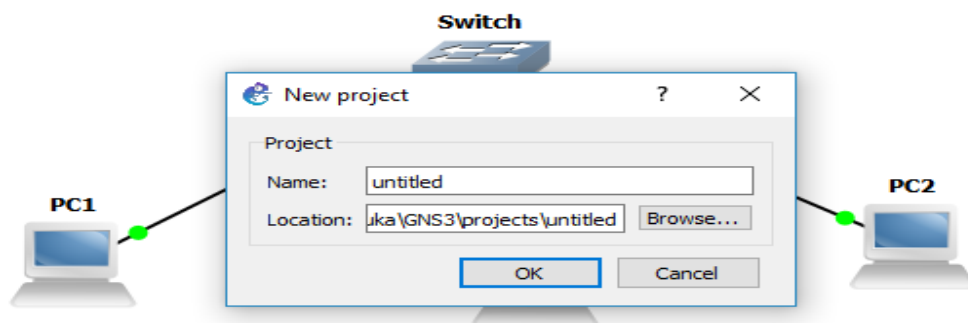 Switch
New project
Project
Name: untitled
PC1
PC2
Location: uka\GNS3\projects\untitled Browse...
OK Cancel